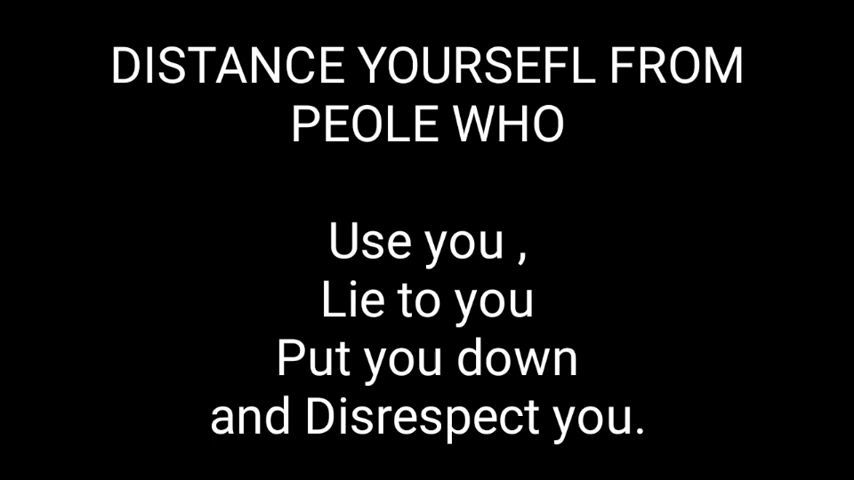 DISTANCE YOURSEFL FROM
PEOLE WHO
Use you ,
Lie to you
Put you down
and Disrespect you.